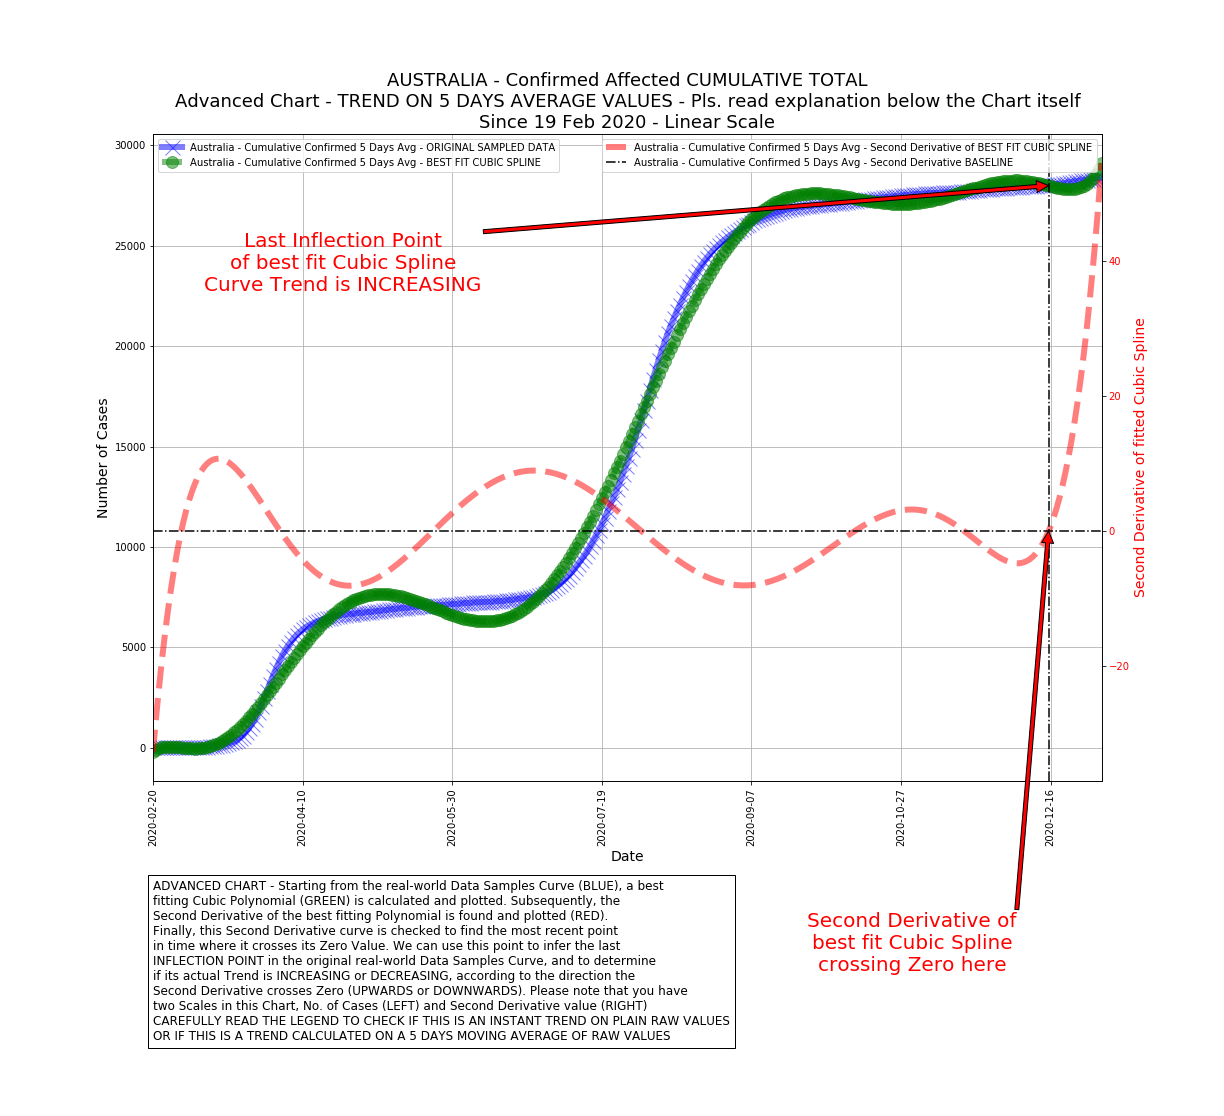 AUSTRALIA - Confirmed Affected CUMULATIVE TOTAL
Advanced Chart - TREND ON 5 DAYS AVERAGE VALUES - Pls. read explanation below the Chart itself
Since 19 Feb 2020 - Linear Scale
Australia - Cumulative Confirmed 5 Days Avg - ORIGINAL SAMPLED DATA
Australia - Cumulative Confirmed 5 Days Avg - BEST FIT CUBIC SPLINE
Australia - Cumulative Confirmed 5 Days Avg - Second Derivative of BEST FIT CUBIC SPLINE
Australia - Cumulative Confirmed 5 Days Avg - Second Derivative BASELINE
Last Inflection Point
of best fit Cubic Spline
Curve Trend is INCREASING
Number of Cases
30000
25000
20000
15000
10000
5000
0
40
20
0
−20
Second Derivative of fitted Cubic Spline
2020-02-20
2020-04-10
2020-05-30
2020-07-19
2020-09-07
2020-10-27
2020-12-16
Date
Second Derivative of
best fit Cubic Spline
crossing Zero here
ADVANCED CHART - Starting from the real-world Data Samples Curve (BLUE), a best
fitting Cubic Polynomial (GREEN) is calculated and plotted. Subsequently, the
Second Derivative of the best fitting Polynomial is found and plotted (RED).
Finally, this Second Derivative curve is checked to find the most recent point
in time where it crosses its Zero Value. We can use this point to infer the last
INFLECTION POINT in the original real-world Data Samples Curve, and to determine
if its actual Trend is INCREASING or DECREASING, according to the direction the
Second Derivative crosses Zero (UPWARDS or DOWNWARDS). Please note that you have
two Scales in this Chart, No. of Cases (LEFT) and Second Derivative value (RIGHT)
CAREFULLY READ THE LEGEND TO CHECK IF THIS IS AN INSTANT TREND ON PLAIN RAW VALUES
OR IF THIS IS A TREND CALCULATED ON A 5 DAYS MOVING AVERAGE OF RAW VALUES